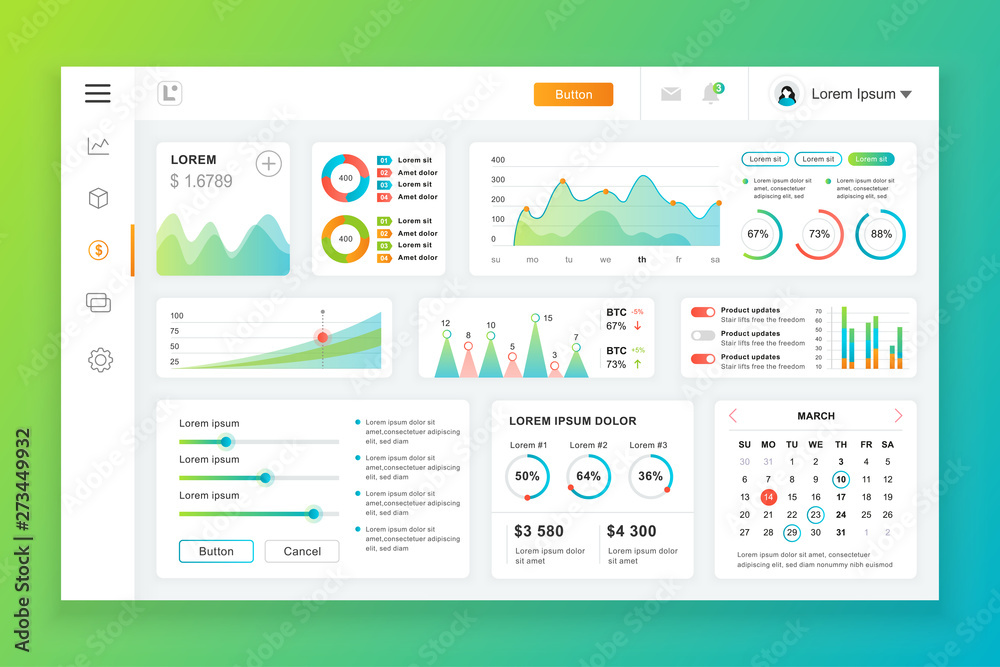 Button
3
Lorem Ipsum
LOREM
$ 1.6789
400
01 Lorem sit
02 Amet dolor
03 Lorem sit
04 Amet dolor
400
01 Lorem sit
02 Amet dolor
03 Lorem sit
04 Amet dolor
400
300
200
100
0
su mo tu we th fr sa
Lorem sit Lorem sit Lorem sit
Lorem ipsum dolor sit
amet, consectetuer
adipiscing elit, sed
Lorem ipsum dolor sit
amet, consectetuer
adipiscing elit, sed
67% 73% 88%
100
75
50
25
12 8 10 5 15 3 7
BTC -5%
67%
BTC +5%
73%
Product updates
Stair lifts free the freedom
Product updates
Stair lifts free the freedom
Product updates
Stair lifts free the freedom
70
60
50
40
30
20
10
Lorem ipsum
Lorem ipsum
Lorem ipsum
Button Cancel
Lorem ipsum dolor sit
amet,consectetuer adipiscing
elit, sed diam
Lorem ipsum dolor sit
amet,consectetuer adipiscing
elit, sed diam
Lorem ipsum dolor sit
amet,consectetuer adipiscing
elit, sed diam
Lorem ipsum dolor sit
amet,consectetuer adipiscing
elit, sed diam
LOREM IPSUM DOLOR
Lorem #1 Lorem #2 Lorem #3
50% 64% 36%
$3 580
Lorem ipsum dolor
sit amet
$4 300
Lorem ipsum dolor
sit amet
MARCH
SU MO TU WE TH FR SA
30 31 1 2 3 4 5
6 7 8 9 10 11 12
13 14 15 16 17 18 19
20 21 22 23 24 25 26
27 28 29 30 31 1 2
Lorem ipsum dolor sit amet, consectetuer
adipiscing elit, sed diam nonummy euismod
Adobe Stock | #273449932